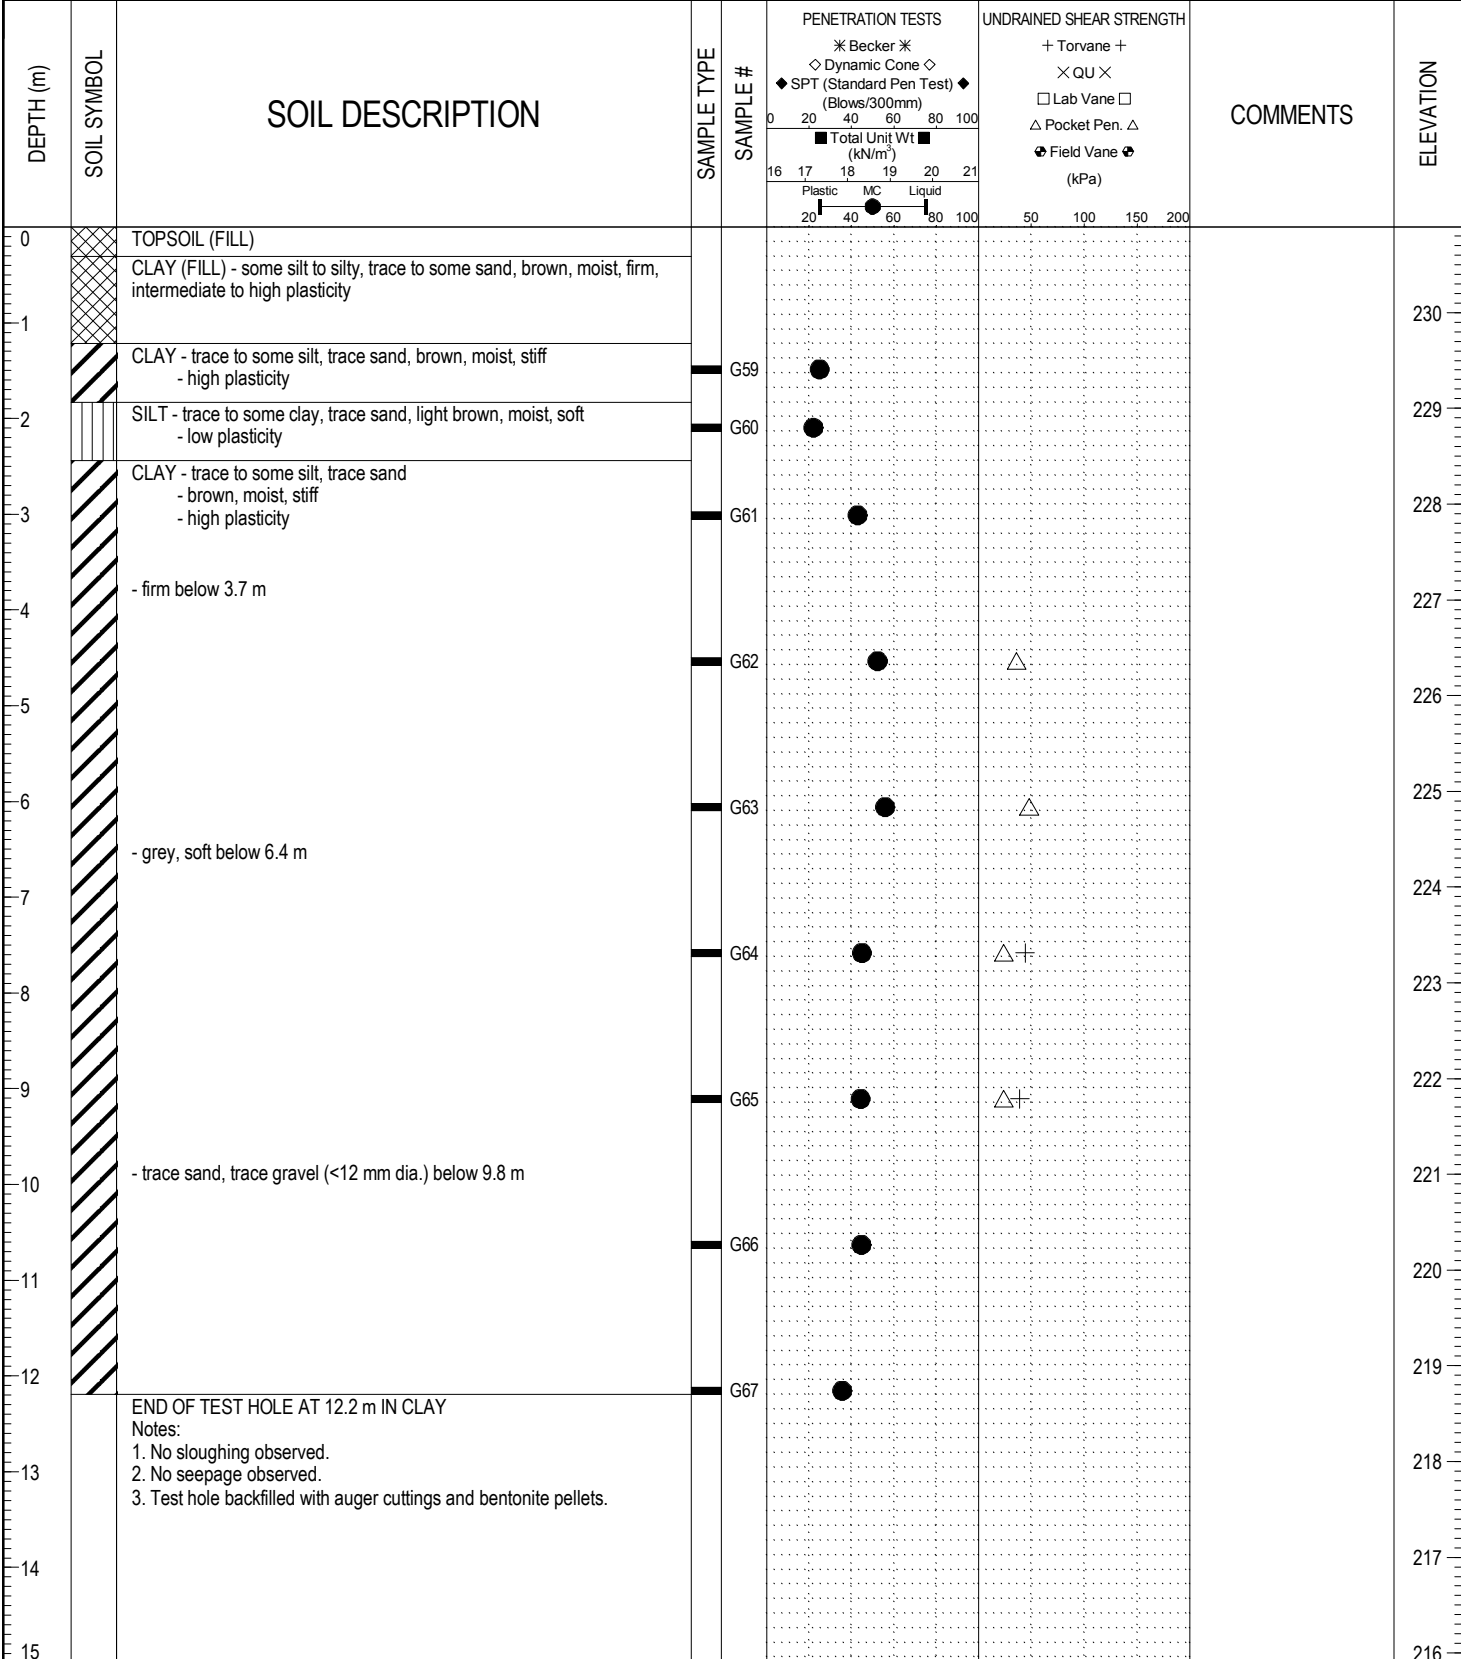 DEPTH (m)
SOIL SYMBOL
SOIL DESCRIPTION
SAMPLE TYPE
SAMPLE #
PENETRATION TESTS
✳ Becker ✳
◇ Dynamic Cone ◇
◆ SPT (Standard Pen Test) ◆
(Blows/300mm)
0 20 40 60 80 100
■ Total Unit Wt ■
(kN/m³)
16 17 18 19 20 21
Plastic MC Liquid
20 40 60 80 100
UNDRAINED SHEAR STRENGTH
+ Torvane +
× QU ×
□ Lab Vane □
△ Pocket Pen. △
Field Vane
(kPa)
50 100 150 200
COMMENTS
ELEVATION
0
TOPSOIL (FILL)
CLAY (FILL) - some silt to silty, trace to some sand, brown, moist, firm,
intermediate to high plasticity
230
1
CLAY - trace to some silt, trace sand, brown, moist, stiff
- high plasticity
G59
229
2
SILT - trace to some clay, trace sand, light brown, moist, soft
- low plasticity
G60
CLAY - trace to some silt, trace sand
- brown, moist, stiff
- high plasticity
228
3
G61
- firm below 3.7 m
227
4
G62
226
5
225
6
G63
- grey, soft below 6.4 m
224
7
G64
223
8
222
9
G65
- trace sand, trace gravel (<12 mm dia.) below 9.8 m
221
10
G66
220
11
219
12
G67
END OF TEST HOLE AT 12.2 m IN CLAY
Notes:
1. No sloughing observed.
218
13
2. No seepage observed.
3. Test hole backfilled with auger cuttings and bentonite pellets.
217
14
216
15